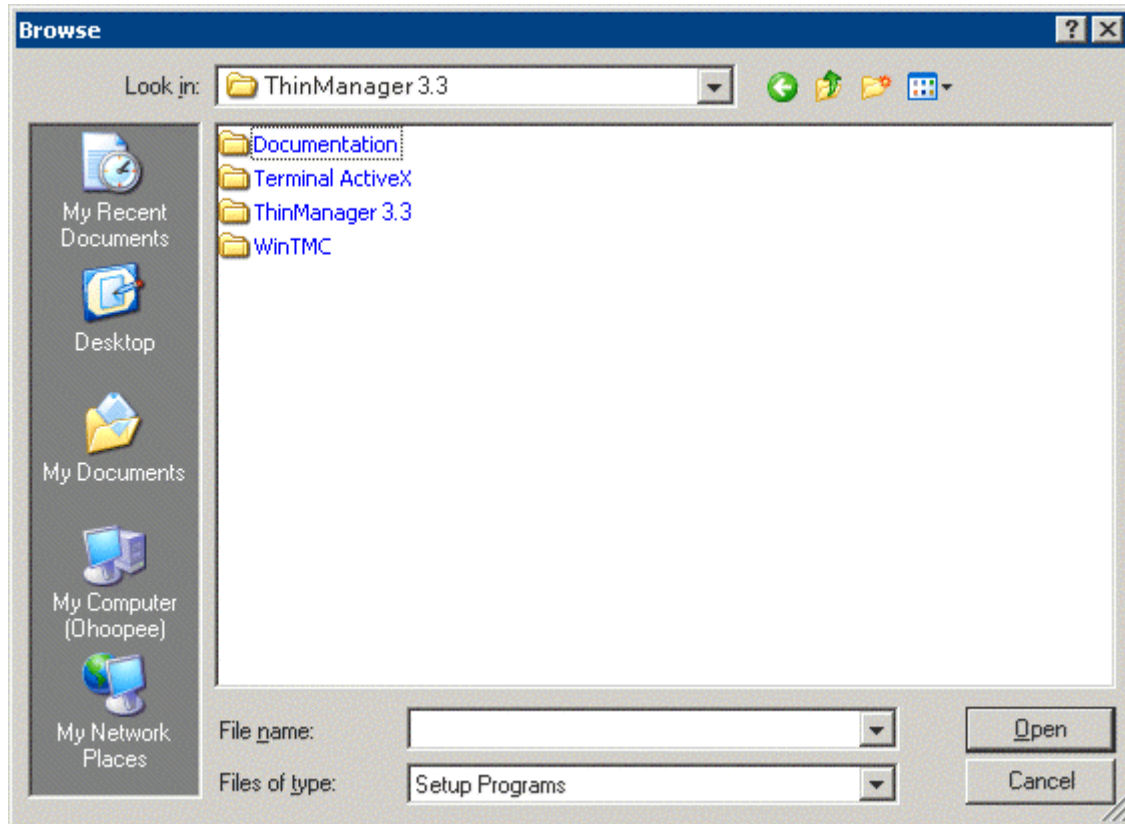 Browse
Look in:
ThinManager 3.3
My Recent
Documents
Desktop
My Documents
My Computer
(Ohoopee)
My Network
Places
Documentation
Terminal ActiveX
ThinManager 3.3
WinTMC
File name:
Open
Files of type:
Setup Programs
Cancel